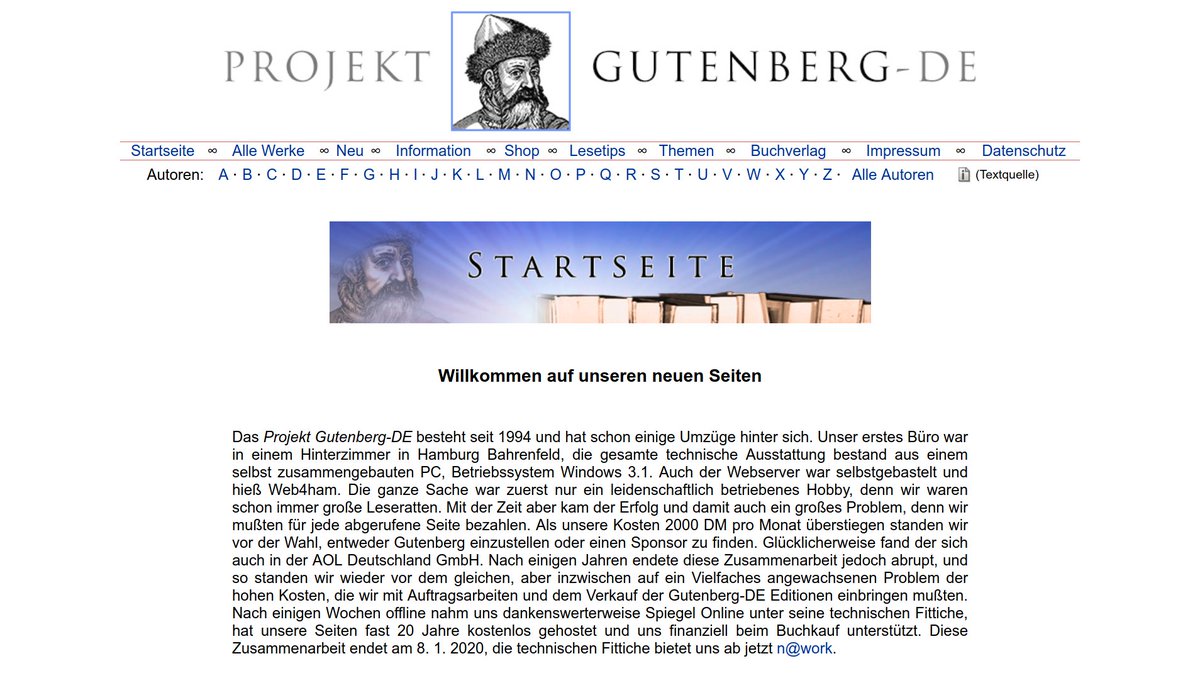 PROJEKT GUTENBERG-DE
Startseite ∞ Alle Werke ∞ Neu ∞ Information ∞ Shop ∞ Lesetips ∞ Themen ∞ Buchverlag ∞ Impressum ∞ Datenschutz
Autoren: A · B · C · D · E · F · G · H · I · J · K · L · M · N · O · P · Q · R · S · T · U · V · W · X · Y · Z · Alle Autoren (Textquelle)
STARTSEITE
Willkommen auf unseren neuen Seiten
Das Projekt Gutenberg-DE besteht seit 1994 und hat schon einige Umzüge hinter sich. Unser erstes Büro war
in einem Hinterzimmer in Hamburg Bahrenfeld, die gesamte technische Ausstattung bestand aus einem
selbst zusammengebauten PC, Betriebssystem Windows 3.1. Auch der Webserver war selbstgebastelt und
hieß Web4ham. Die ganze Sache war zuerst nur ein leidenschaftlich betriebenes Hobby, denn wir waren
schon immer große Leseratten. Mit der Zeit aber kam der Erfolg und damit auch ein großes Problem, denn wir
mußten für jede abgerufene Seite bezahlen. Als unsere Kosten 2000 DM pro Monat überstiegen standen wir
vor der Wahl, entweder Gutenberg einzustellen oder einen Sponsor zu finden. Glücklicherweise fand der sich
auch in der AOL Deutschland GmbH. Nach einigen Jahren endete diese Zusammenarbeit jedoch abrupt, und
so standen wir wieder vor dem gleichen, aber inzwischen auf ein Vielfaches angewachsenen Problem der
hohen Kosten, die wir mit Auftragsarbeiten und dem Verkauf der Gutenberg-DE Editionen einbringen mußten.
Nach einigen Wochen offline nahm uns dankenswerterweise Spiegel Online unter seine technischen Fittiche,
hat unsere Seiten fast 20 Jahre kostenlos gehostet und uns finanziell beim Buchkauf unterstützt. Diese
Zusammenarbeit endet am 8. 1. 2020, die technischen Fittiche bietet uns ab jetzt n@work.